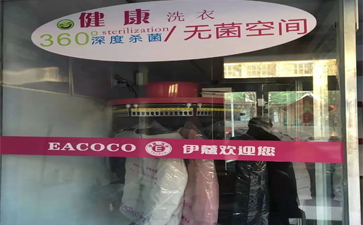 健康洗衣
360° sterilization
深度杀菌/无菌空间
EACOCO 伊蔻欢迎您